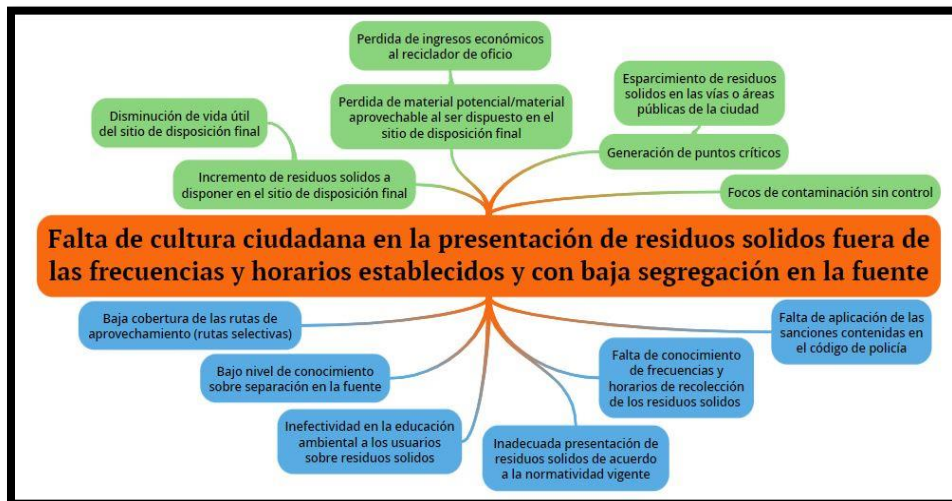 Perdida de ingresos económicos
al reciclador de oficio
Esparcimiento de residuos
solidos en las vías o áreas
públicas de la ciudad
Disminución de vida útil
del sitio de disposición final
Perdida de material potencial/material
aprovechable al ser dispuesto en el
sitio de disposición final
Generación de puntos críticos
Incremento de residuos solidos a
disponer en el sitio de disposición final
Focos de contaminación sin control
Falta de cultura ciudadana en la presentación de residuos solidos fuera de
las frecuencias y horarios establecidos y con baja segregación en la fuente
Baja cobertura de las rutas de
aprovechamiento (rutas selectivas)
Falta de aplicación de las
sanciones contenidas en
el código de policía
Bajo nivel de conocimiento
sobre separación en la fuente
Falta de conocimiento
de frecuencias y
horarios de recolección
de los residuos solidos
Inefectividad en la educación
ambiental a los usuarios
sobre residuos solidos
Inadecuada presentación de
residuos solidos de acuerdo
a la normatividad vigente